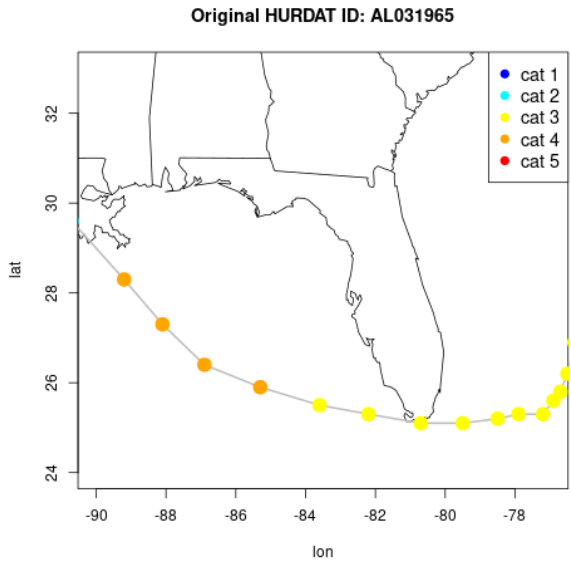 Original HURDAT ID: AL031965
cat 1
cat 2
cat 3
cat 4
cat 5
32
30
28
26
24
lat
-90
-88
-86
-84
-82
-80
-78
lon